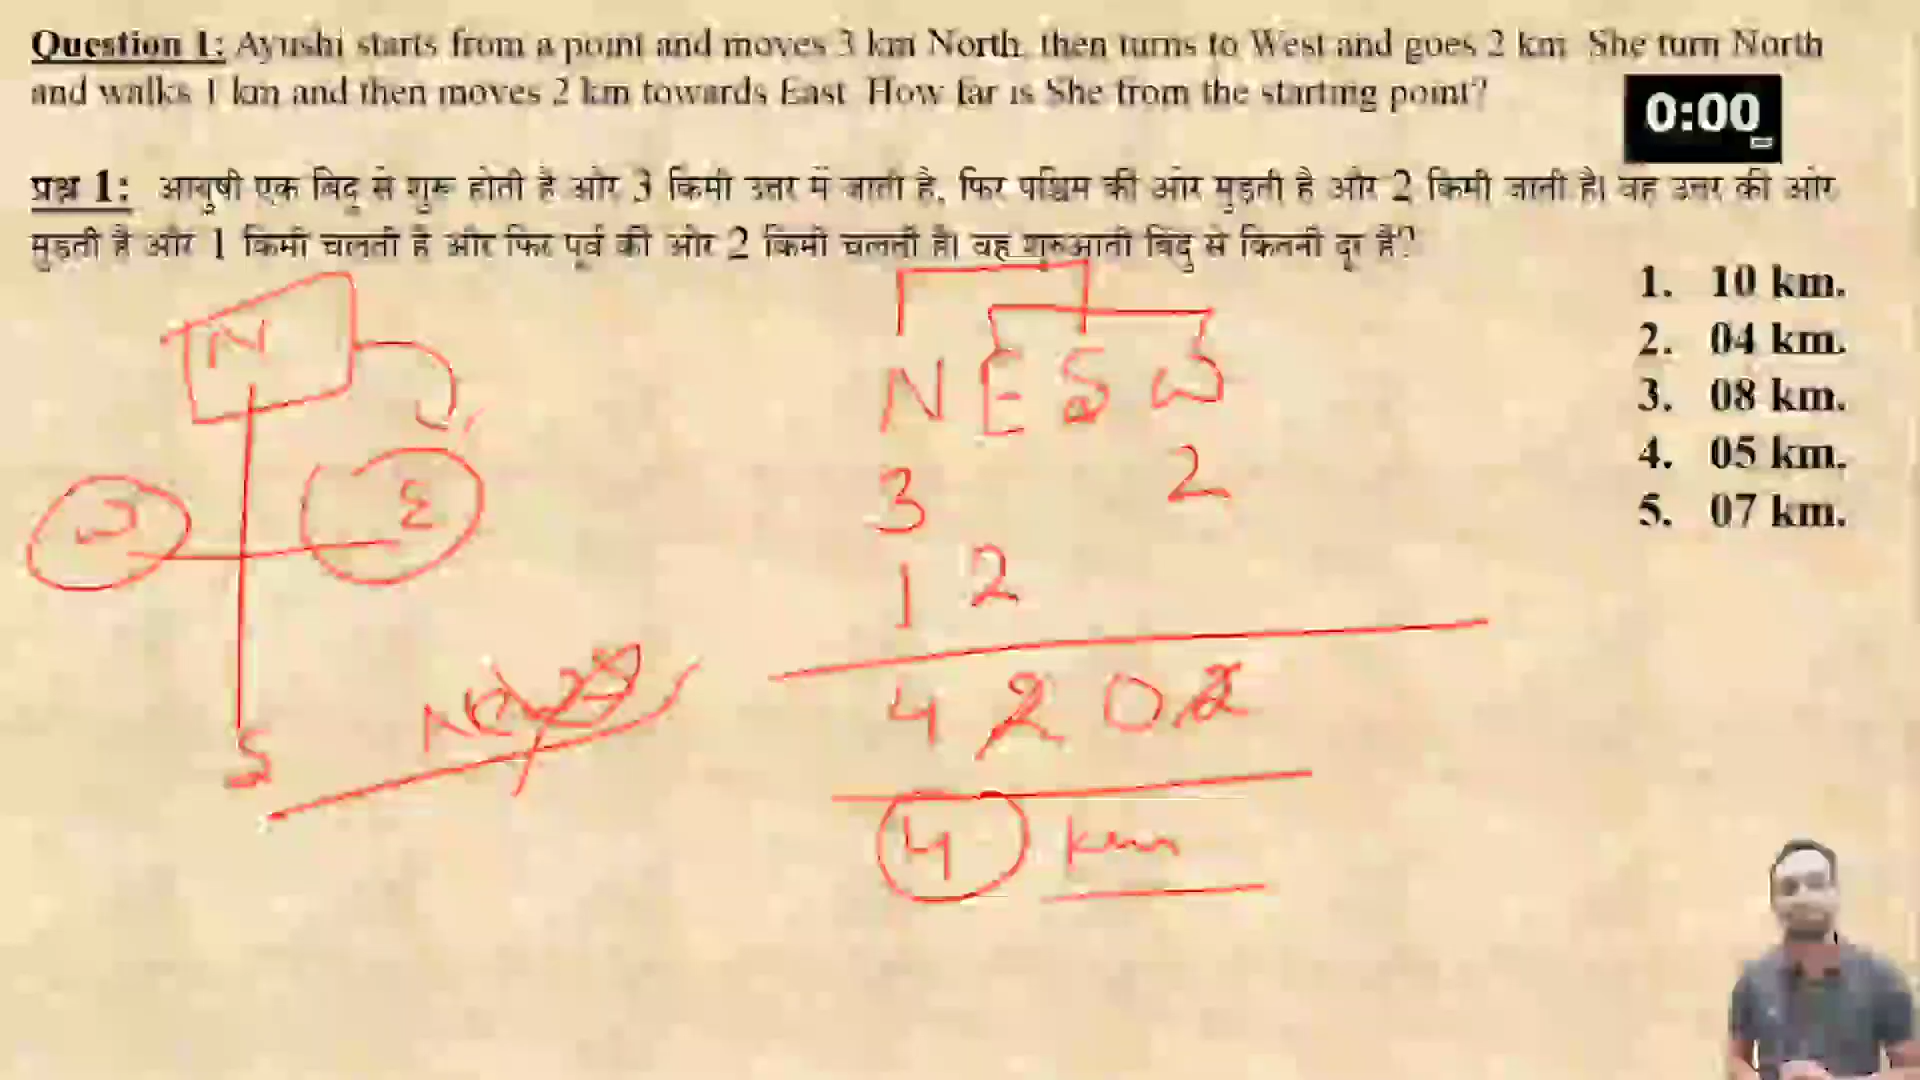 Question 1: Ayushi starts from a point and moves 3 km North, then turns to West and goes 2 km. She turn North
and walks 1 km and then moves 2 km towards East. How far is She from the starting point?
0:00
प्रश्न 1: आयुषी एक बिंदु से शुरू होती है और 3 किमी उत्तर में जाती है, फिर पश्चिम की ओर मुड़ती है और 2 किमी जाती है। वह उत्तर की ओर
मुड़ती है और 1 किमी चलती है और फिर पूर्व की ओर 2 किमी चलती है। वह शुरुआती बिंदु से कितनी दूर है?
1. 10 km.
2. 04 km.
3. 08 km.
4. 05 km.
5. 07 km.
N
W E
S
N E S W
3 2
1 2
4 2 0 2
4 km